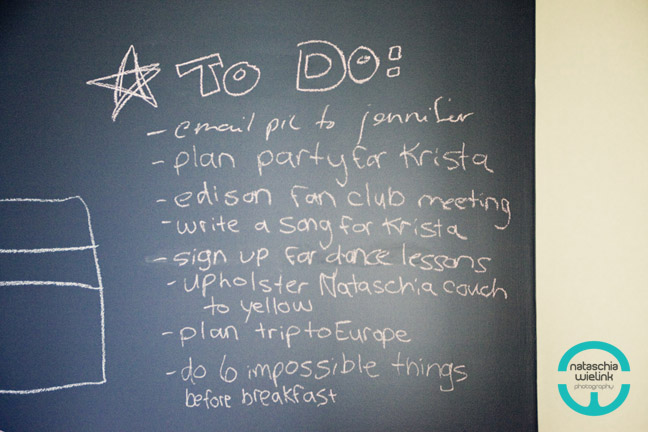 TO DO:
- email pic to jennifer
- plan party for Krista
- edison fan club meeting
- write a song for Krista
- sign up for dance lessons
- upholster Nataschia couch
to yellow
- plan trip to Europe
- do 6 impossible things
before breakfast
nataschia
wielink
photography